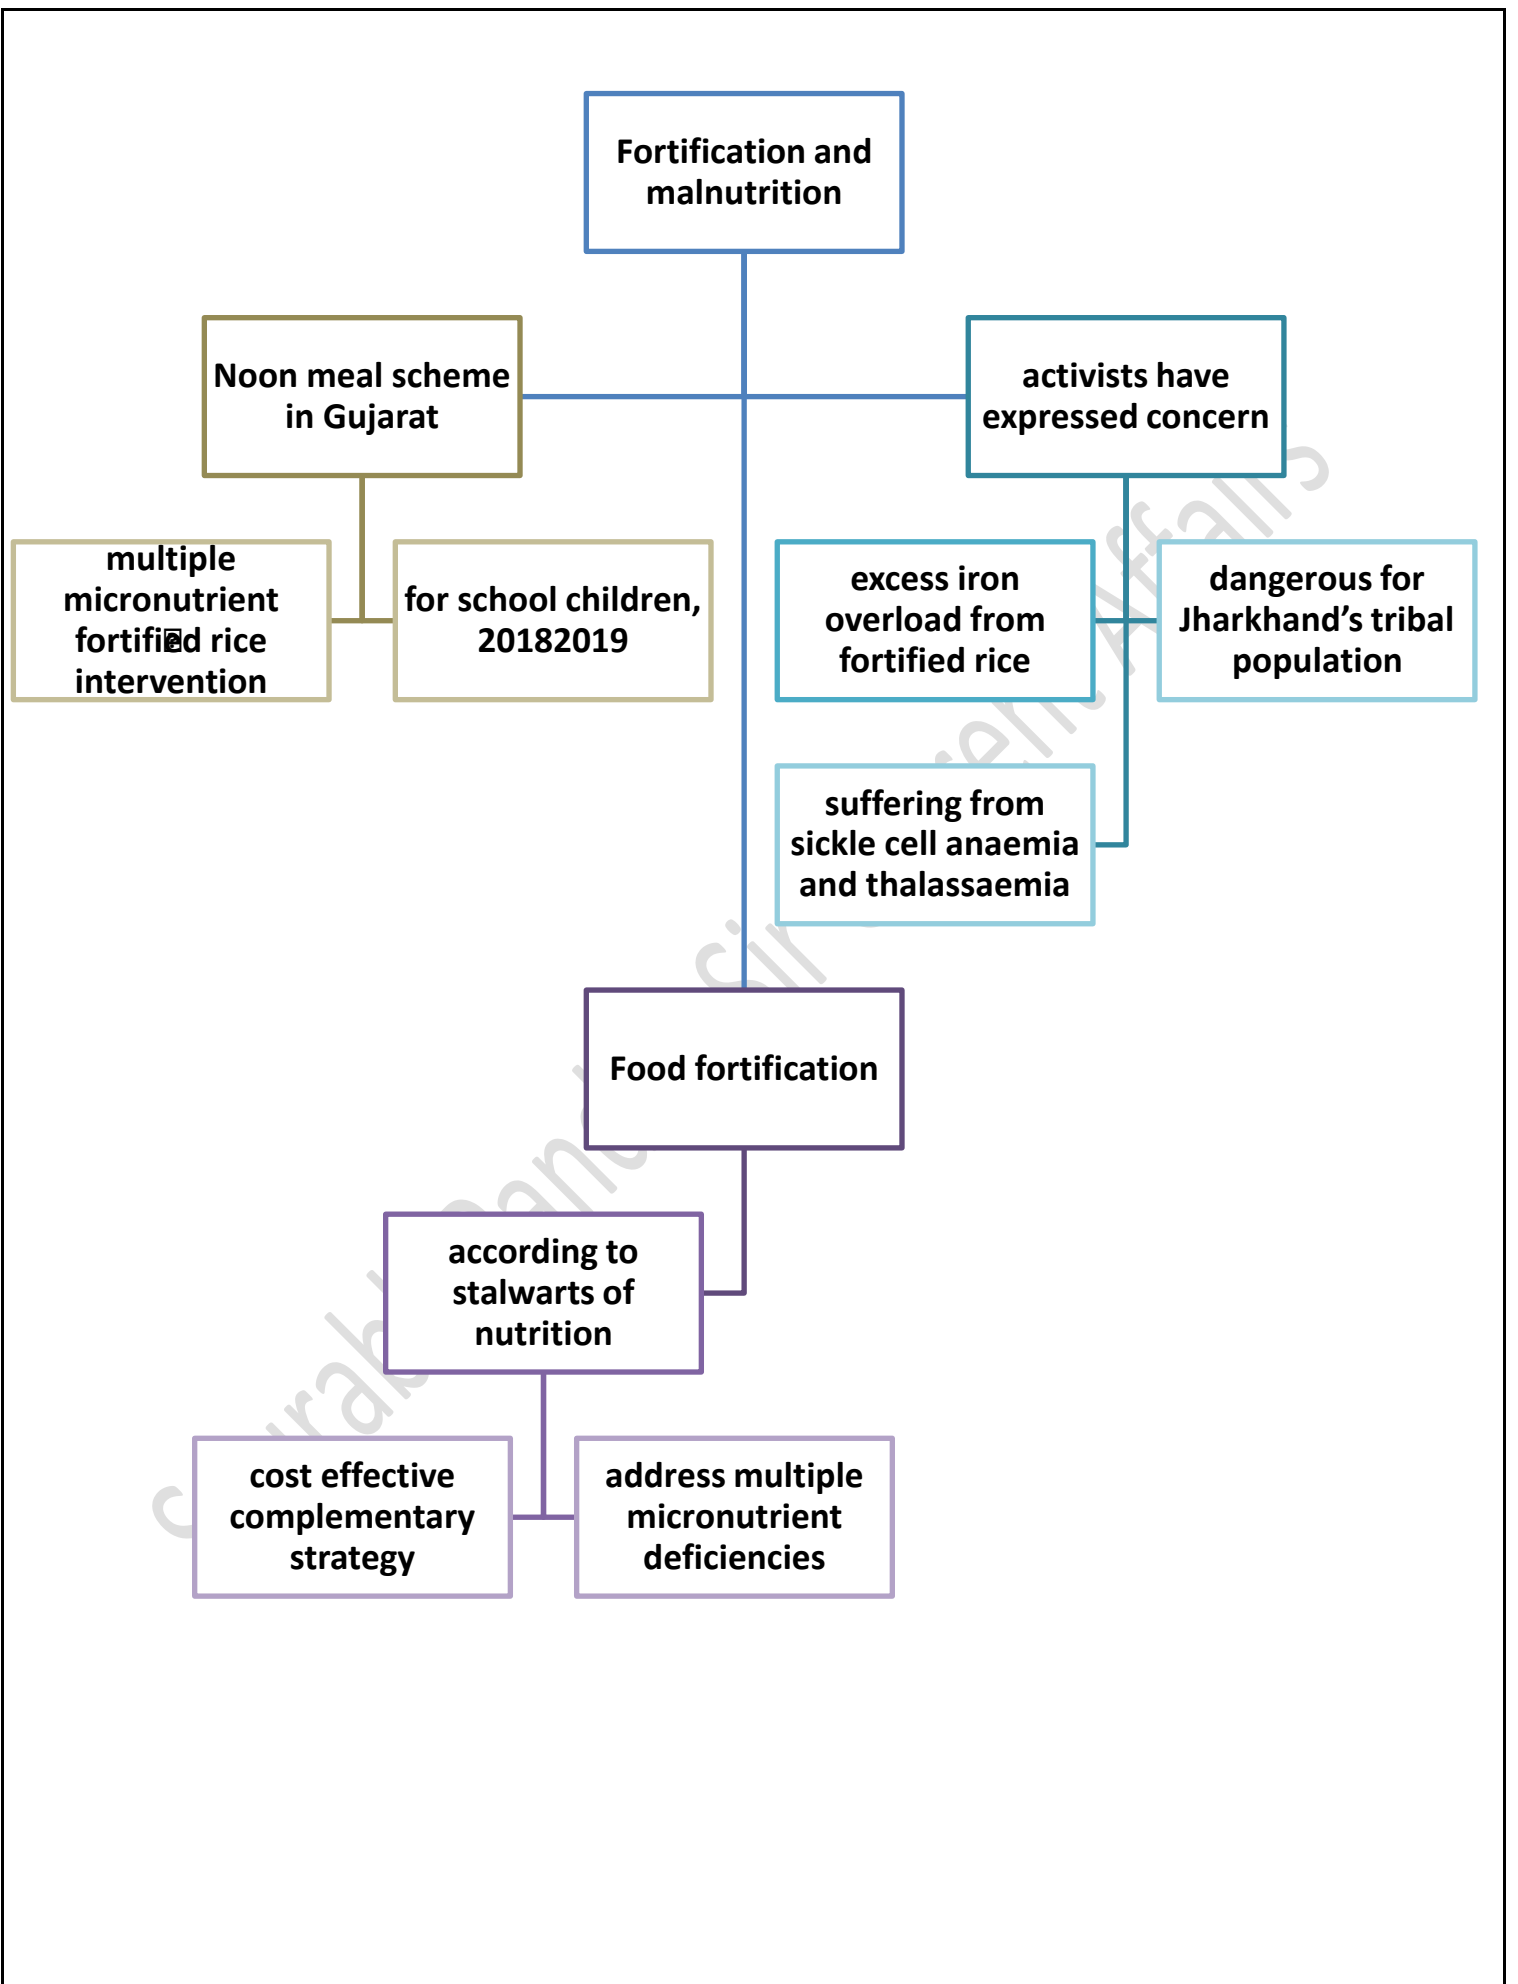 Fortification and
malnutrition
Noon meal scheme
in Gujarat
activists have
expressed concern
multiple
micronutrient
fortified rice
intervention
for school children,
20182019
excess iron
overload from
fortified rice
dangerous for
Jharkhand’s tribal
population
suffering from
sickle cell anaemia
and thalassaemia
Food fortification
according to
stalwarts of
nutrition
cost effective
complementary
strategy
address multiple
micronutrient
deficiencies
Sir Affairs